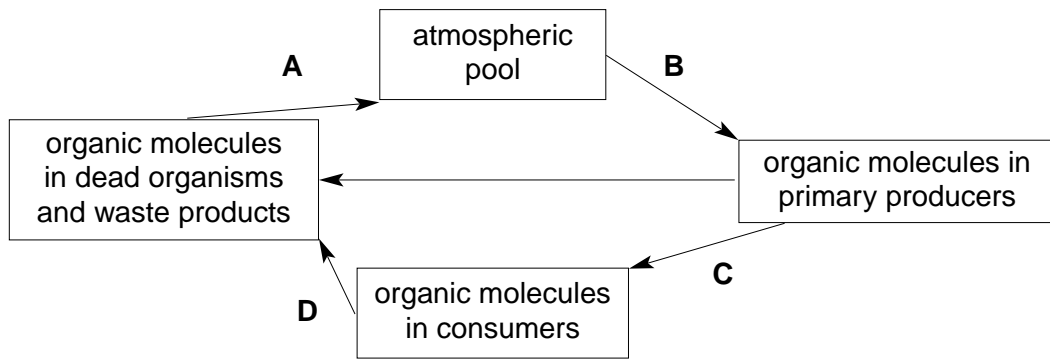 atmospheric
pool
A
B
organic molecules
in dead organisms
and waste products
organic molecules in
primary producers
C
D
organic molecules
in consumers